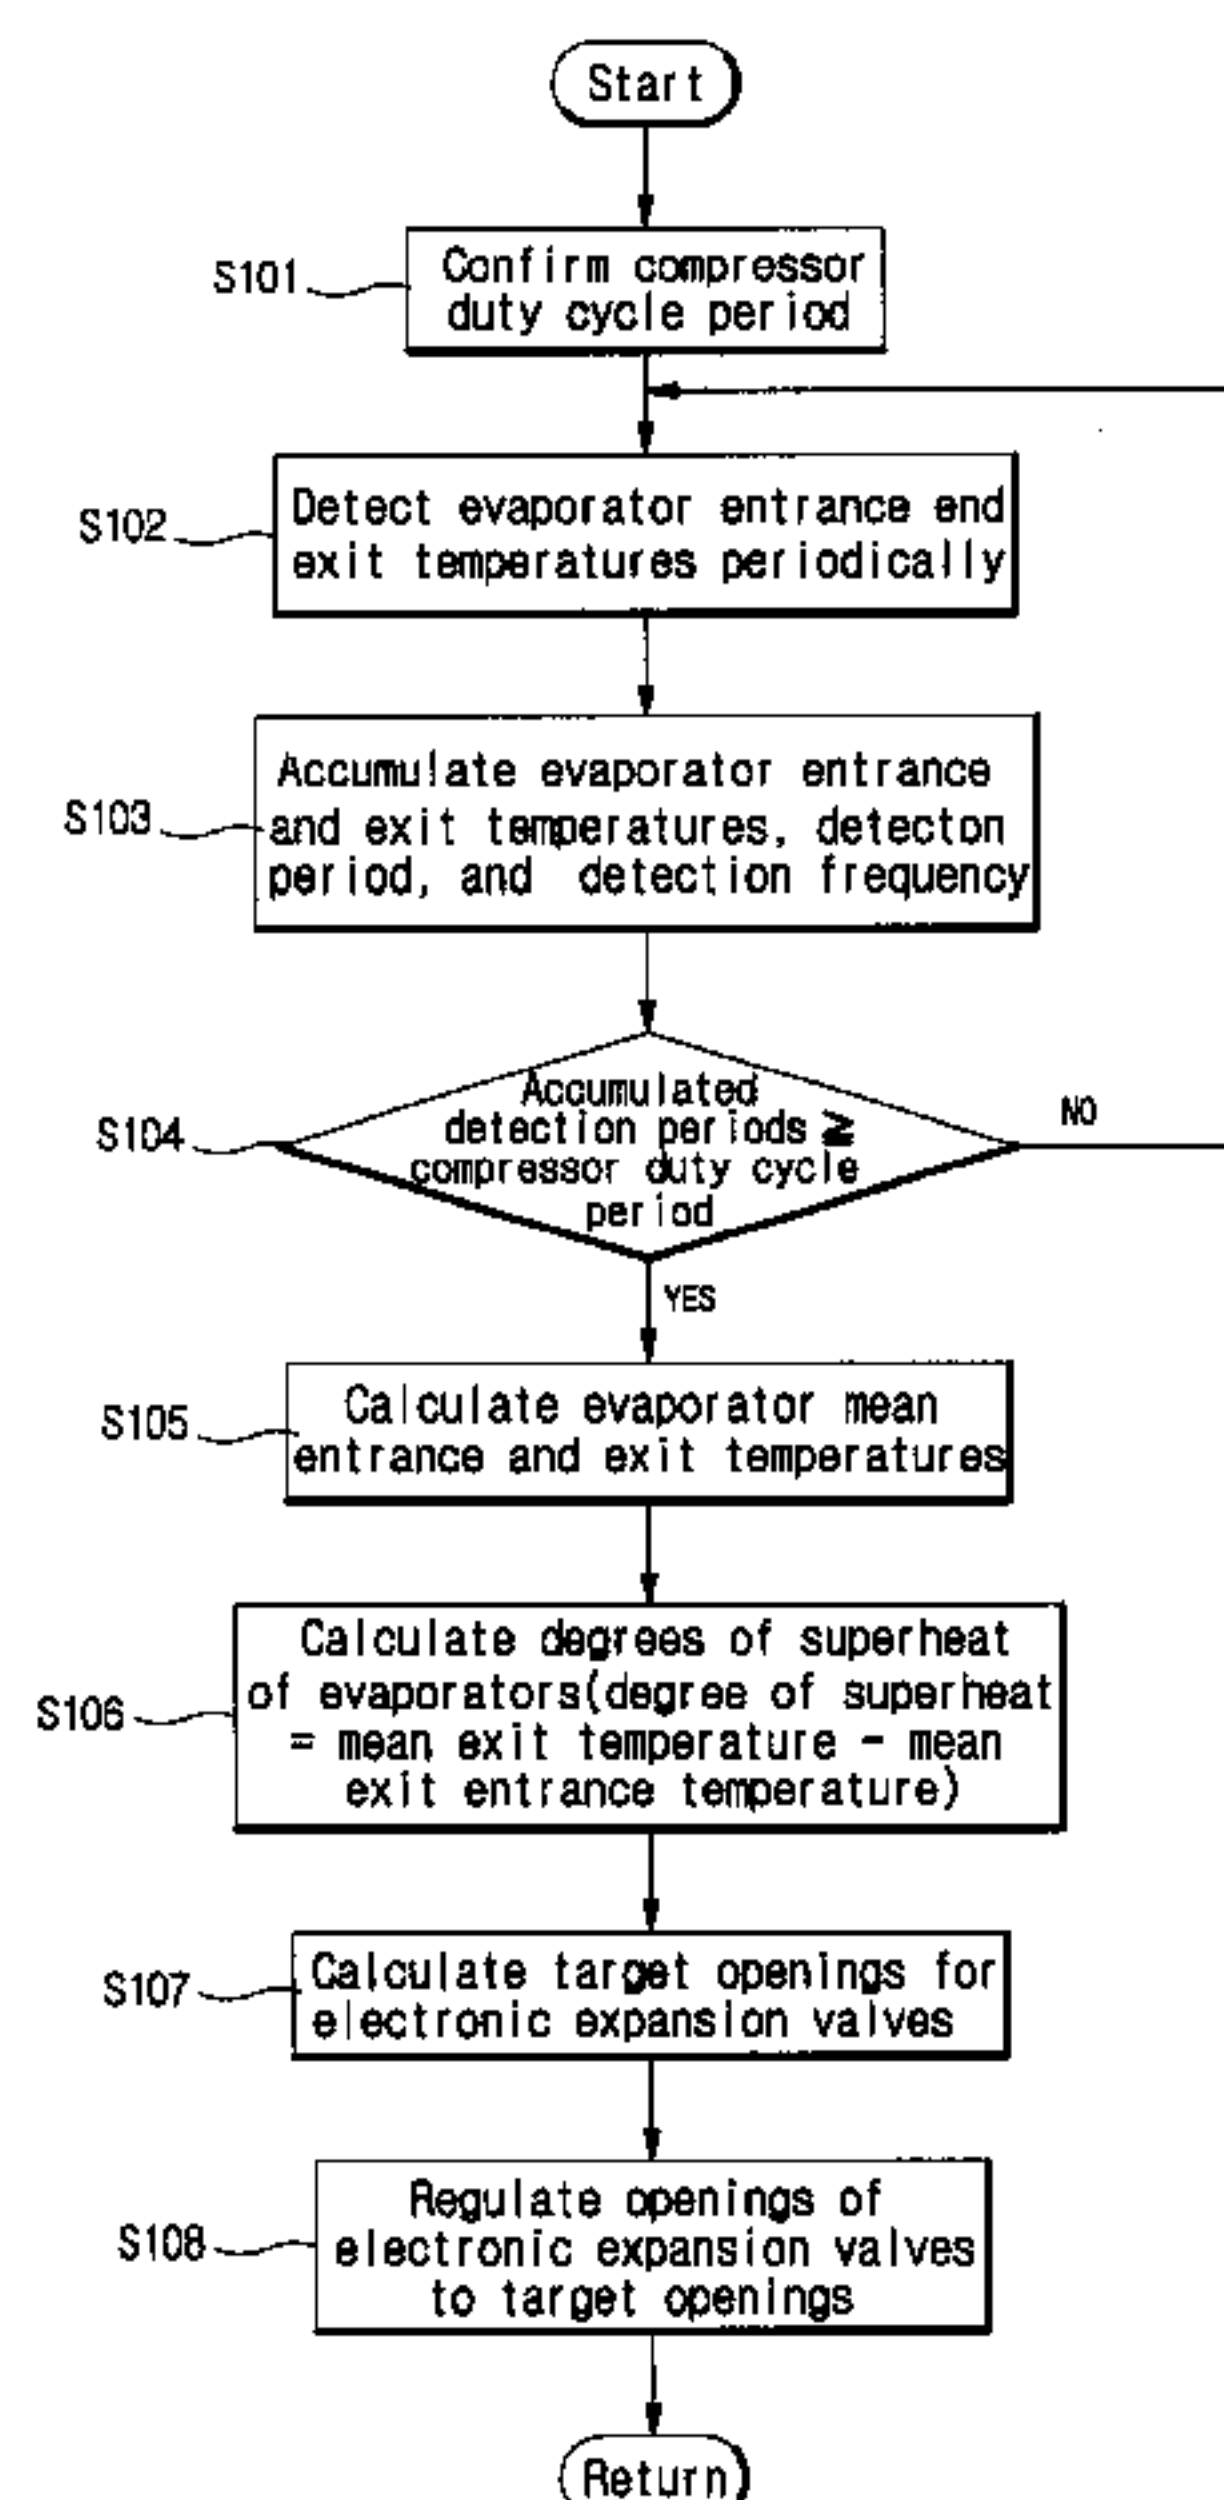 Start
S101
Confirm compressor
duty cycle period
S102
Detect evaporator entrance end
exit temperatures periodically
S103
Accumulate evaporator entrance
and exit temperatures, detecton
period, and detection frequency
S104
Accumulated
detection periods ≧
compressor duty cycle
period
NO
YES
S105
Calculate evaporator mean
entrance and exit temperatures
S106
Calculate degrees of superheat
of evaporators(degree of superheat
= mean exit temperature - mean
exit entrance temperature)
S107
Calculate target openings for
electronic expansion valves
S108
Regulate openings of
electronic expansion valves
to target openings
Return